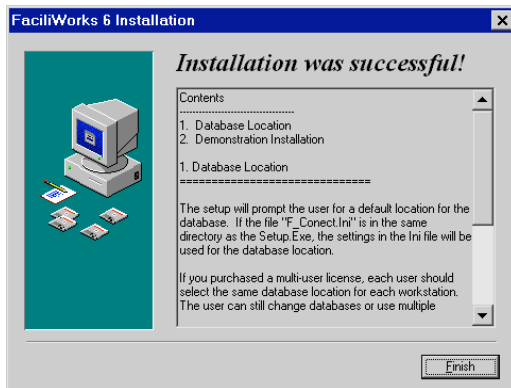 FaciliWorks 6 Installation
Installation was successful!
Contents
-----------------------------------
1. Database Location
2. Demonstration Installation
1. Database Location
==============================
The setup will prompt the user for a default location for the
database. If the file "F_Conect.Ini" is in the same
directory as the Setup.Exe, the settings in the Ini file will be
used for the database location.
If you purchased a multi-user license, each user should
select the same database location for each workstation.
The user can still change databases or use multiple
Finish